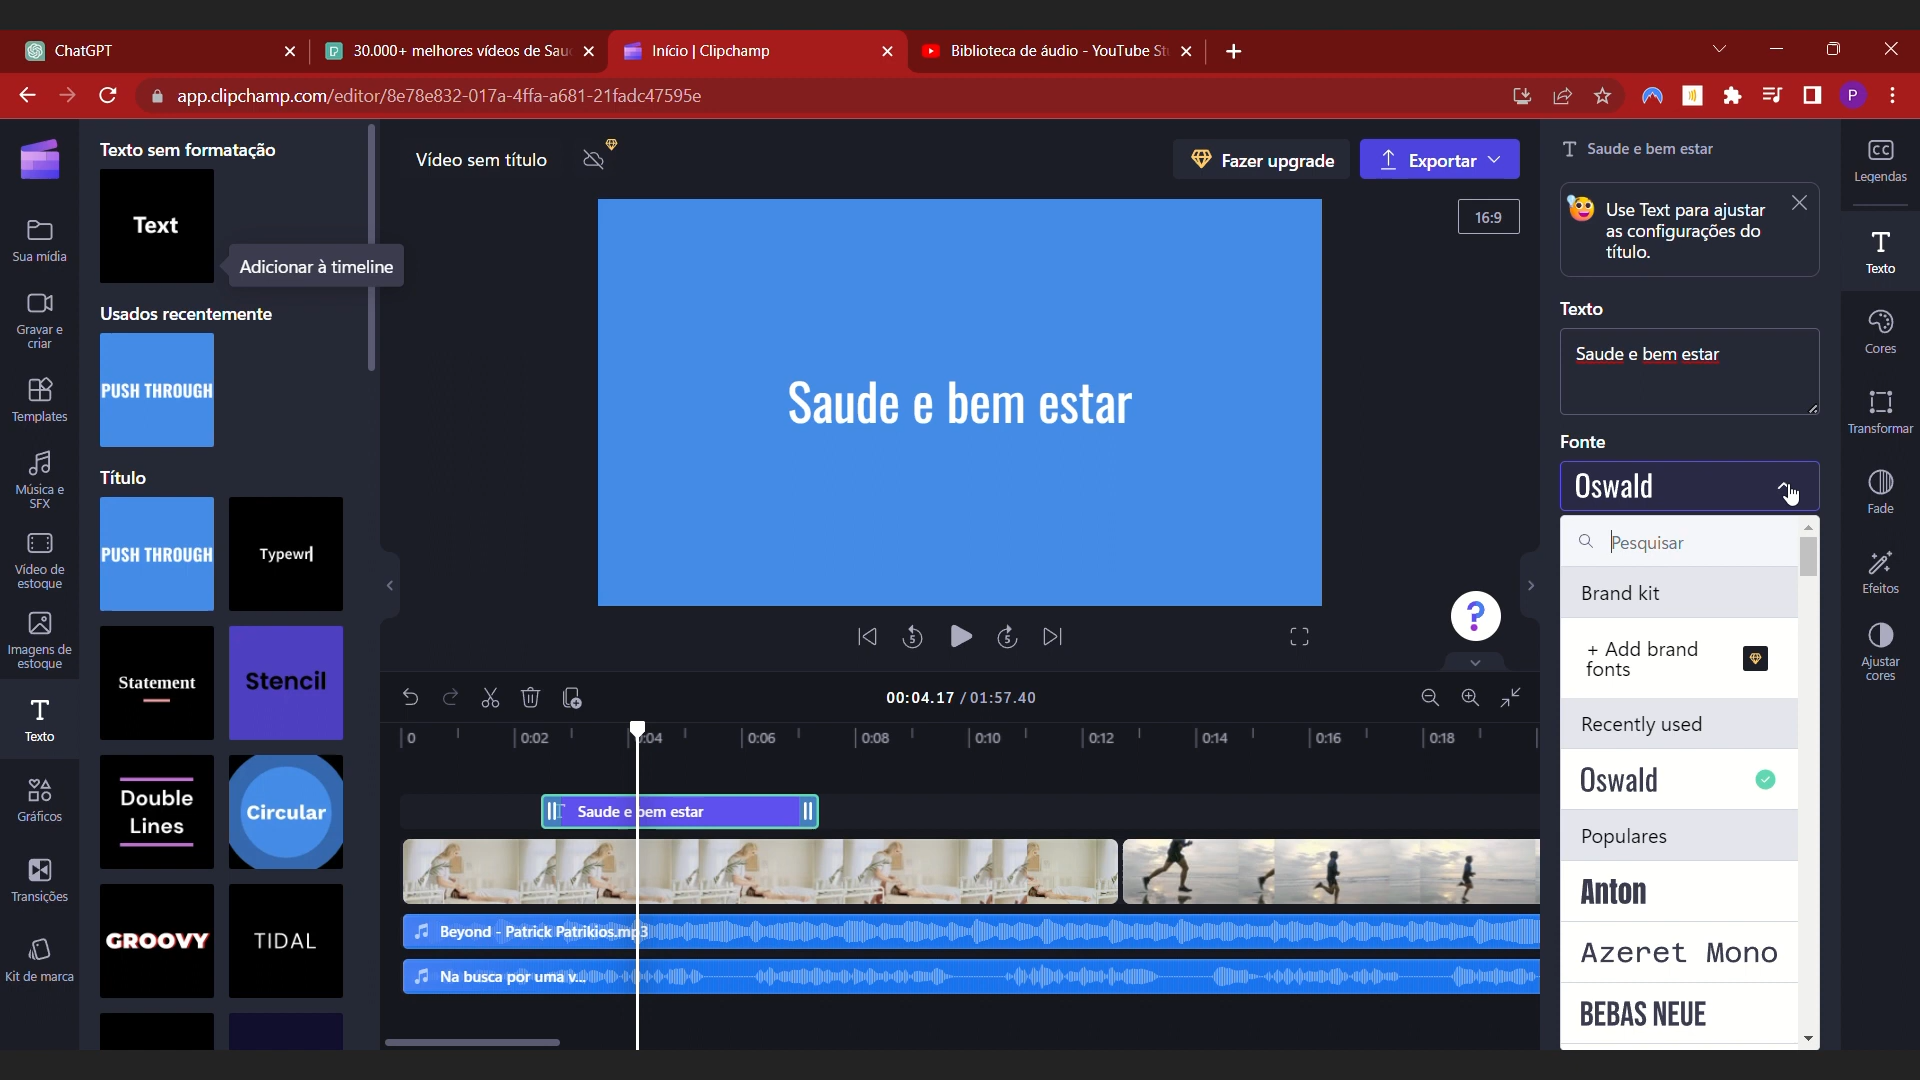 ChatGPT
30.000+ melhores vídeos de Saú
Início | Clipchamp
Biblioteca de áudio - YouTube St
app.clipchamp.com/editor/8e78e832-017a-4ffa-a681-21fadc47595e
P
Sua mídia
Gravar e
criar
Templates
Música e
SFX
Vídeo de
estoque
Imagens de
estoque
Texto
Gráficos
Transições
Kit de marca
Texto sem formatação
Text
Adicionar à timeline
Usados recentemente
PUSH THROUGH
Título
PUSH THROUGH
Typewr
Statement
Stencil
Double
Lines
Circular
GROOVY
TIDAL
Vídeo sem título
Fazer upgrade
Exportar
16:9
Saude e bem estar
5
5
?
00:04.17 / 01:57.40
0
0:02
0:04
0:06
0:08
0:10
0:12
0:14
0:16
0:18
T Saude e bem estar
Beyond - Patrick Patrikios.mp3
Na busca por uma v...
T Saude e bem estar
Use Text para ajustar
as configurações do
título.
Texto
Saude e bem estar
Fonte
Oswald
Pesquisar
Brand kit
+ Add brand
fonts
Recently used
Oswald
Populares
Anton
Azeret Mono
BEBAS NEUE
CC
Legendas
T
Texto
Cores
Transformar
Fade
Efeitos
Ajustar
cores